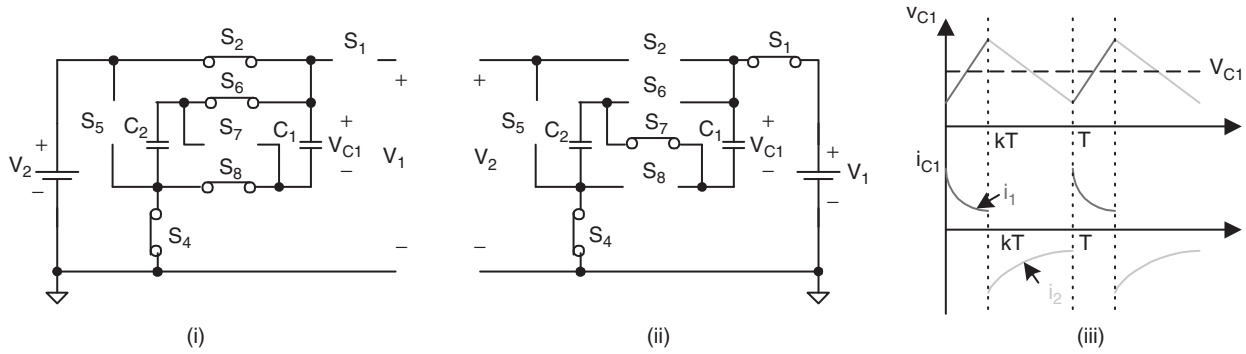 S1
S2
+
S6
S5
C2
S7
C1
+
VC1
−
V1
V2
+
−
S8
S4
−
(i)
S2
S1
+
S6
S5
C2
S7
C1
+
VC1
−
V2
+
V1
−
S8
S4
−
(ii)
vC1
VC1
kT
T
iC1
i1
kT
T
i2
(iii)